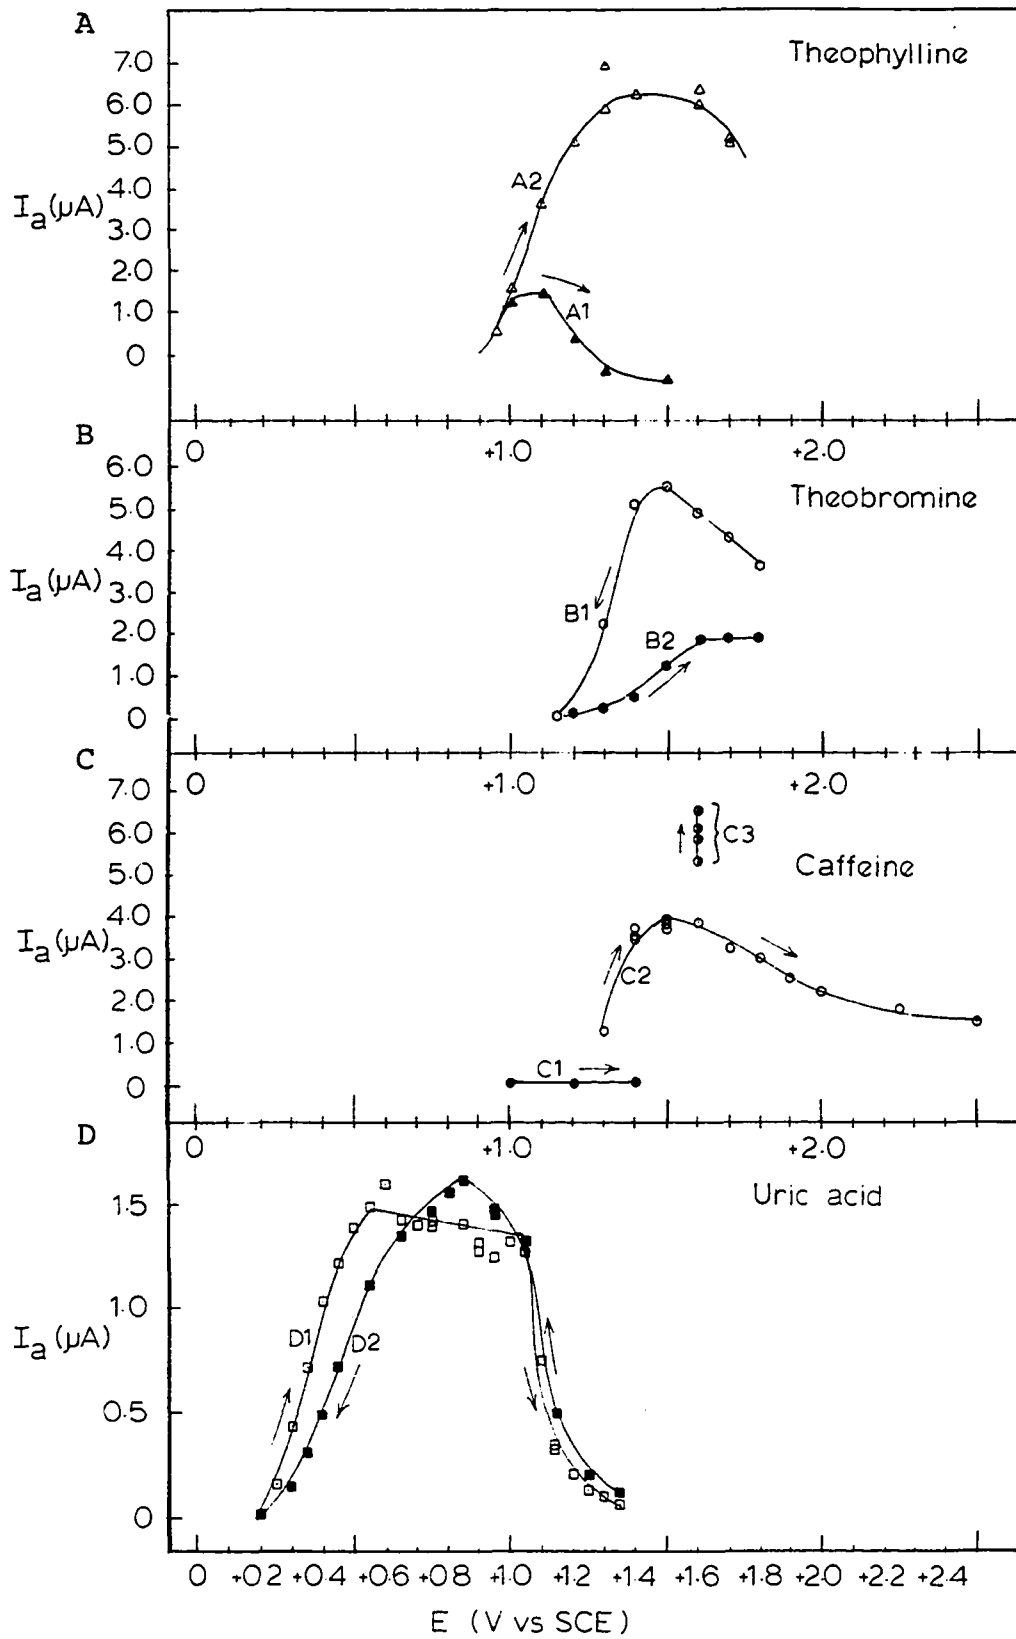 A
Theophylline
7.0
6.0
5.0
4.0
3.0
2.0
1.0
0
Ia(µA)
A2
A1
0 +1.0 +2.0
B
Theobromine
6.0
5.0
4.0
3.0
2.0
1.0
0
Ia(µA)
B1
B2
0 +1.0 +2.0
C
Caffeine
7.0
6.0
5.0
4.0
3.0
2.0
1.0
0
Ia(µA)
C3
C2
C1
0 +1.0 +2.0
D
Uric acid
1.5
1.0
0.5
0
Ia(µA)
D1
D2
0 +0.2 +0.4 +0.6 +0.8 +1.0 +1.2 +1.4 +1.6 +1.8 +2.0 +2.2 +2.4
E (V vs SCE)